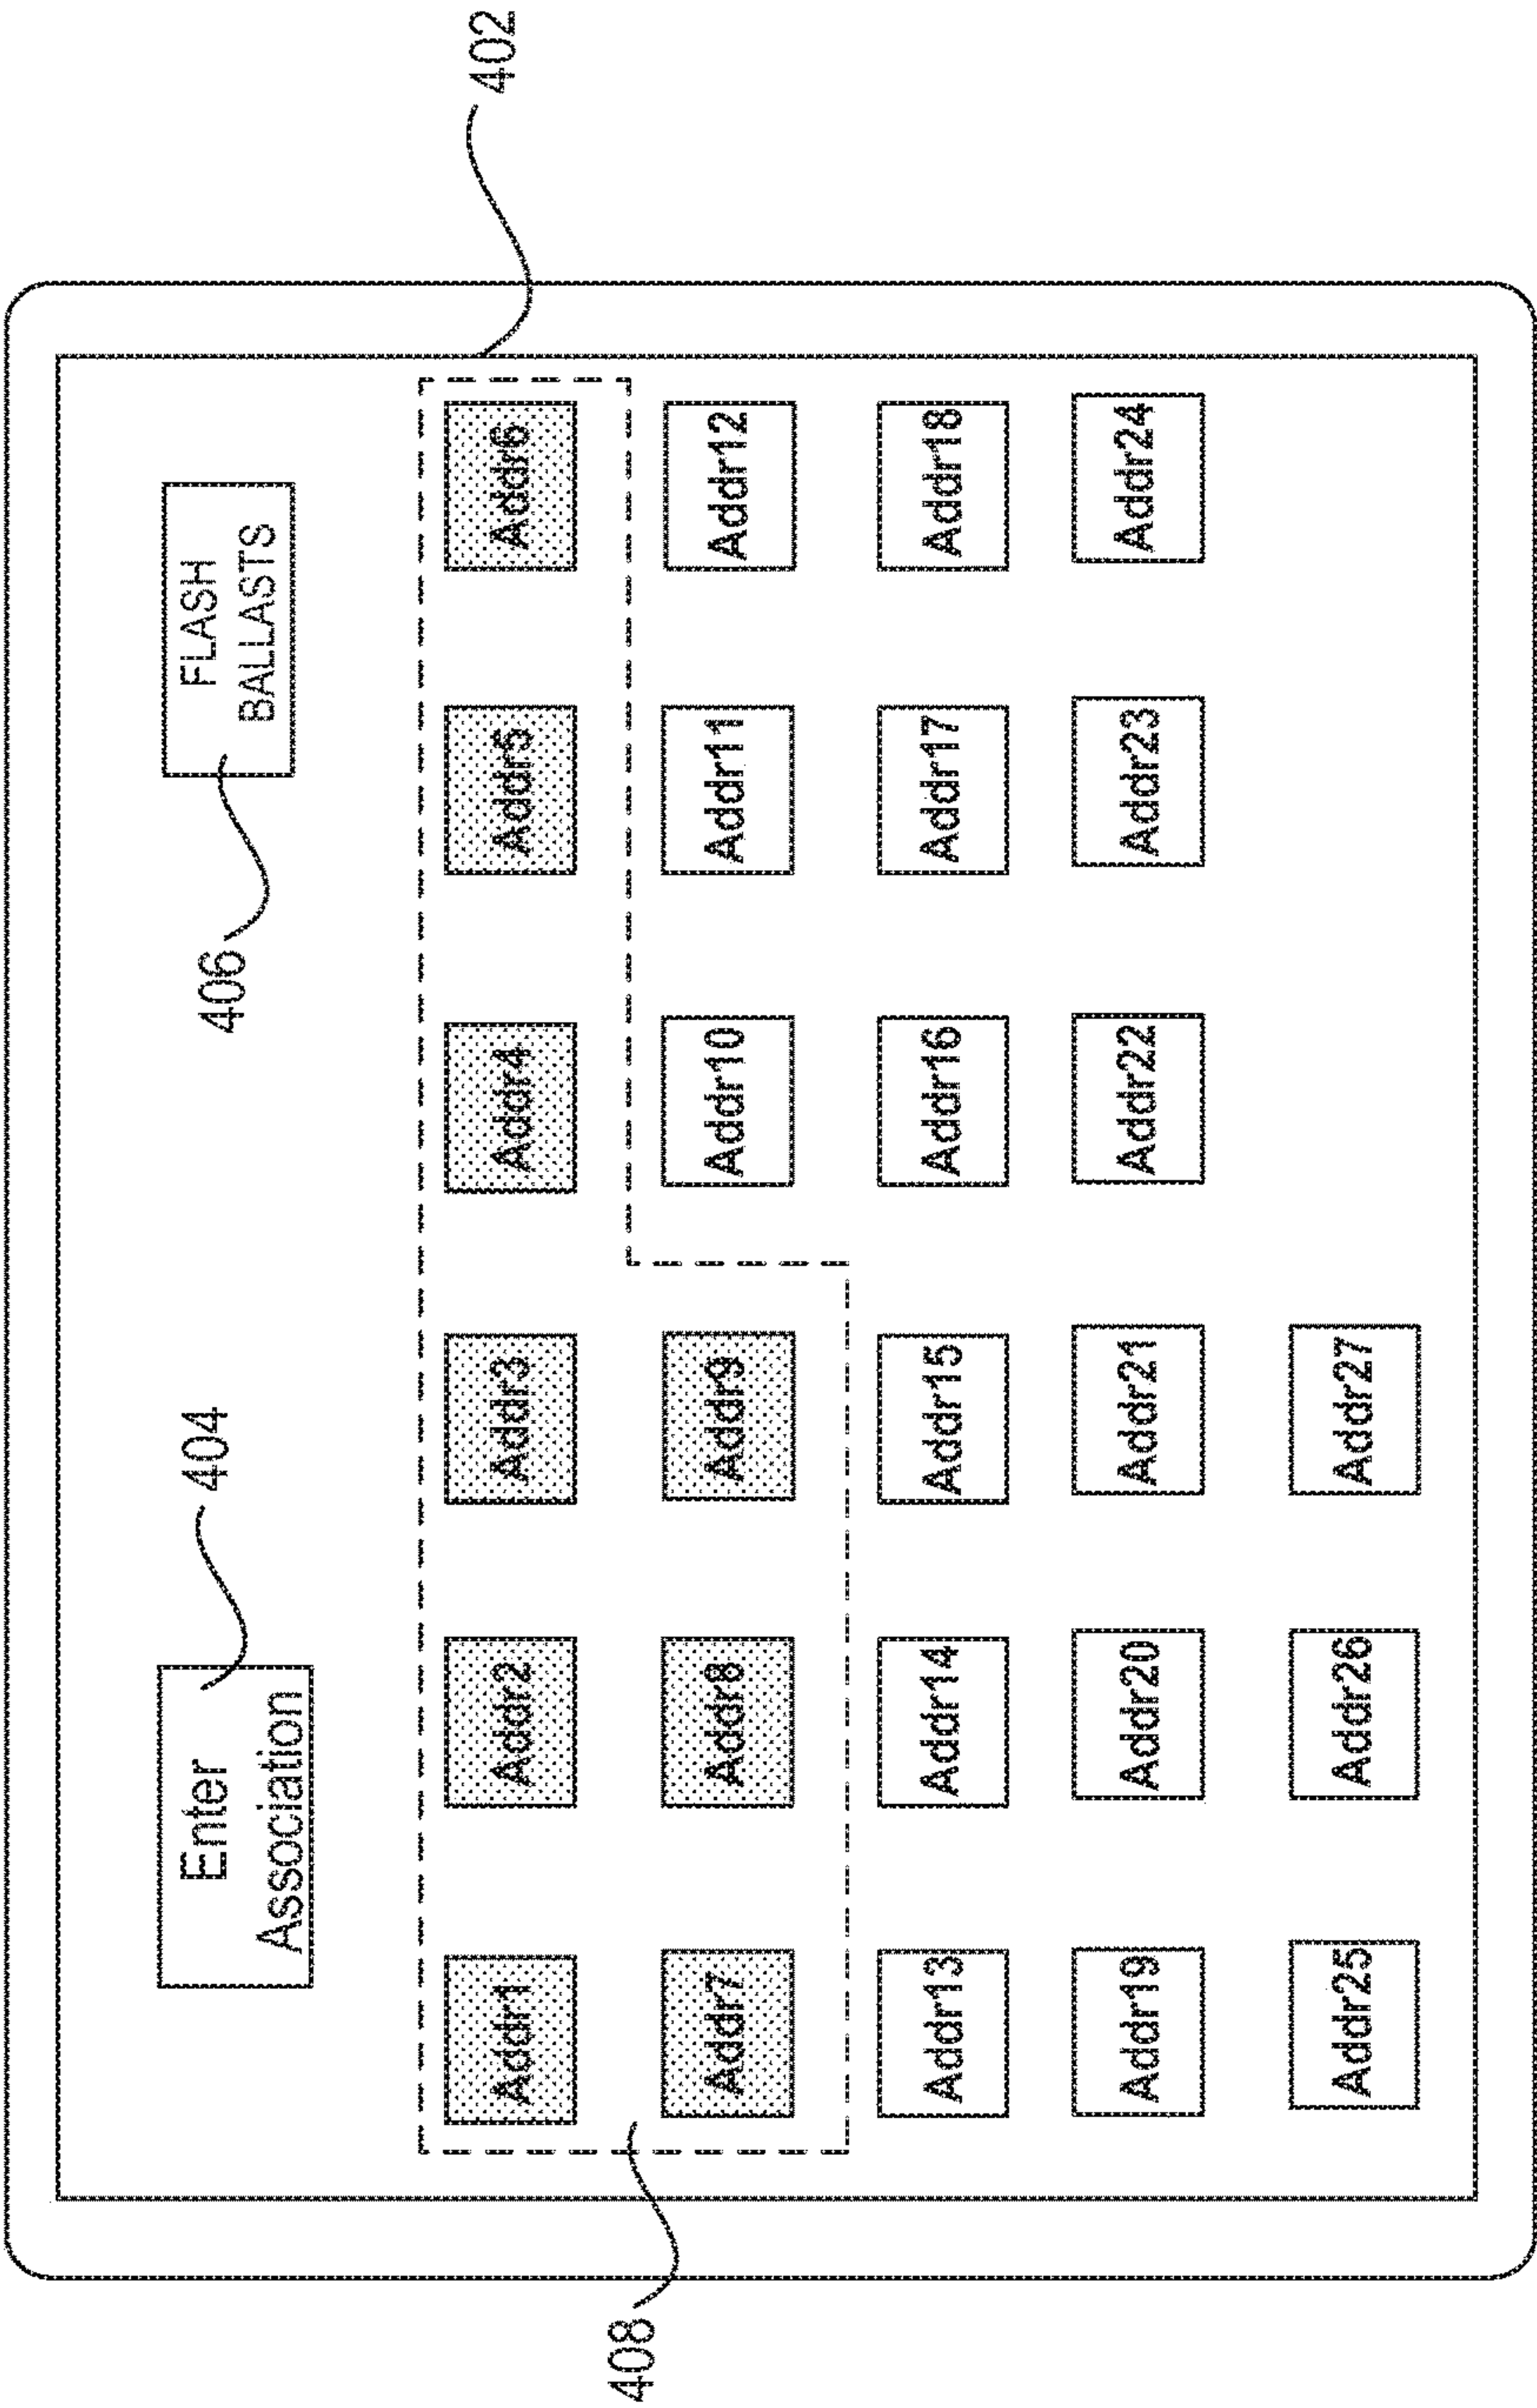 402
404
Enter
Association
406
FLASH
BALLASTS
Addr1 Addr2 Addr3 Addr4 Addr5 Addr6
408
Addr7 Addr8 Addr9 Addr10 Addr11 Addr12
Addr13 Addr14 Addr15 Addr16 Addr17 Addr18
Addr19 Addr20 Addr21 Addr22 Addr23 Addr24
Addr25 Addr26 Addr27